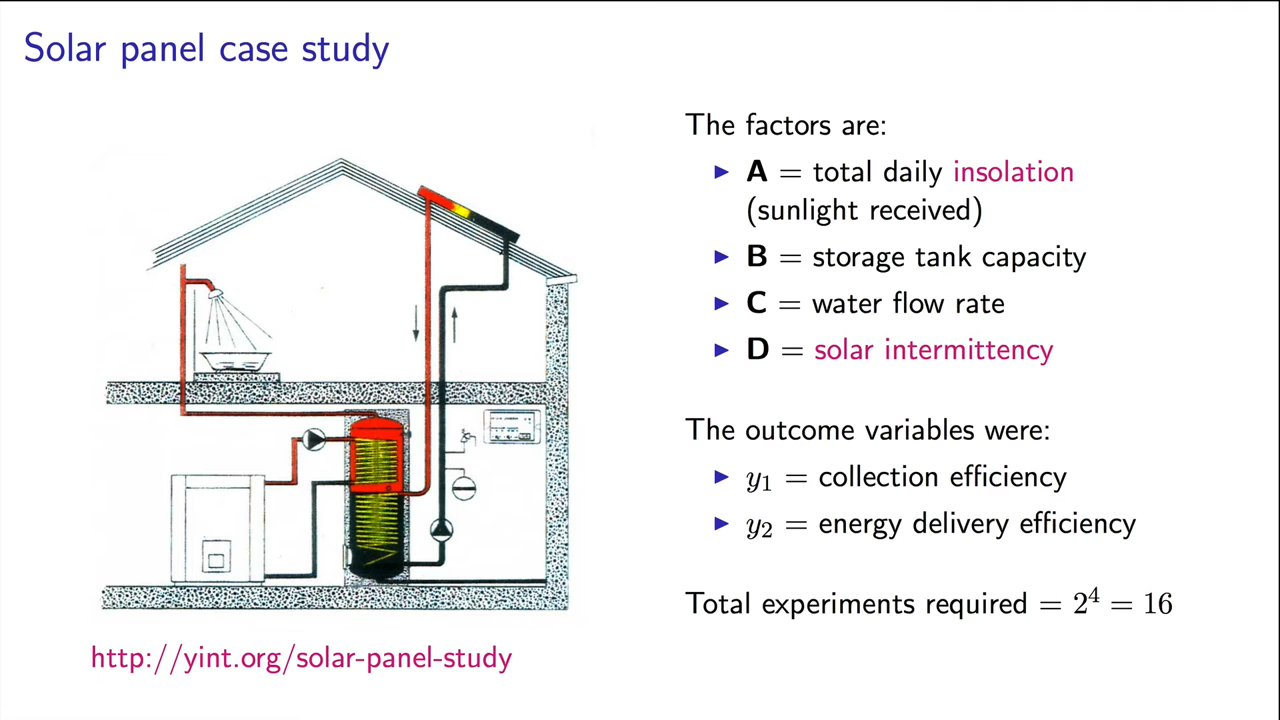 Solar panel case study
The factors are:
▶ A = total daily insolation
(sunlight received)
▶ B = storage tank capacity
▶ C = water flow rate
▶ D = solar intermittency
The outcome variables were:
▶ y₁ = collection efficiency
▶ y₂ = energy delivery efficiency
Total experiments required = 2⁴ = 16
http://yint.org/solar-panel-study